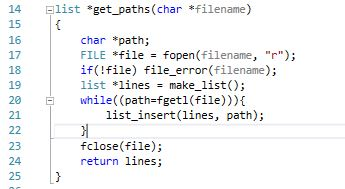 14 list *get_paths(char *filename)
15 {
16     char *path;
17     FILE *file = fopen(filename, "r");
18     if(!file) file_error(filename);
19     list *lines = make_list();
20     while((path=fgetl(file))){
21         list_insert(lines, path);
22     }
23     fclose(file);
24     return lines;
25 }